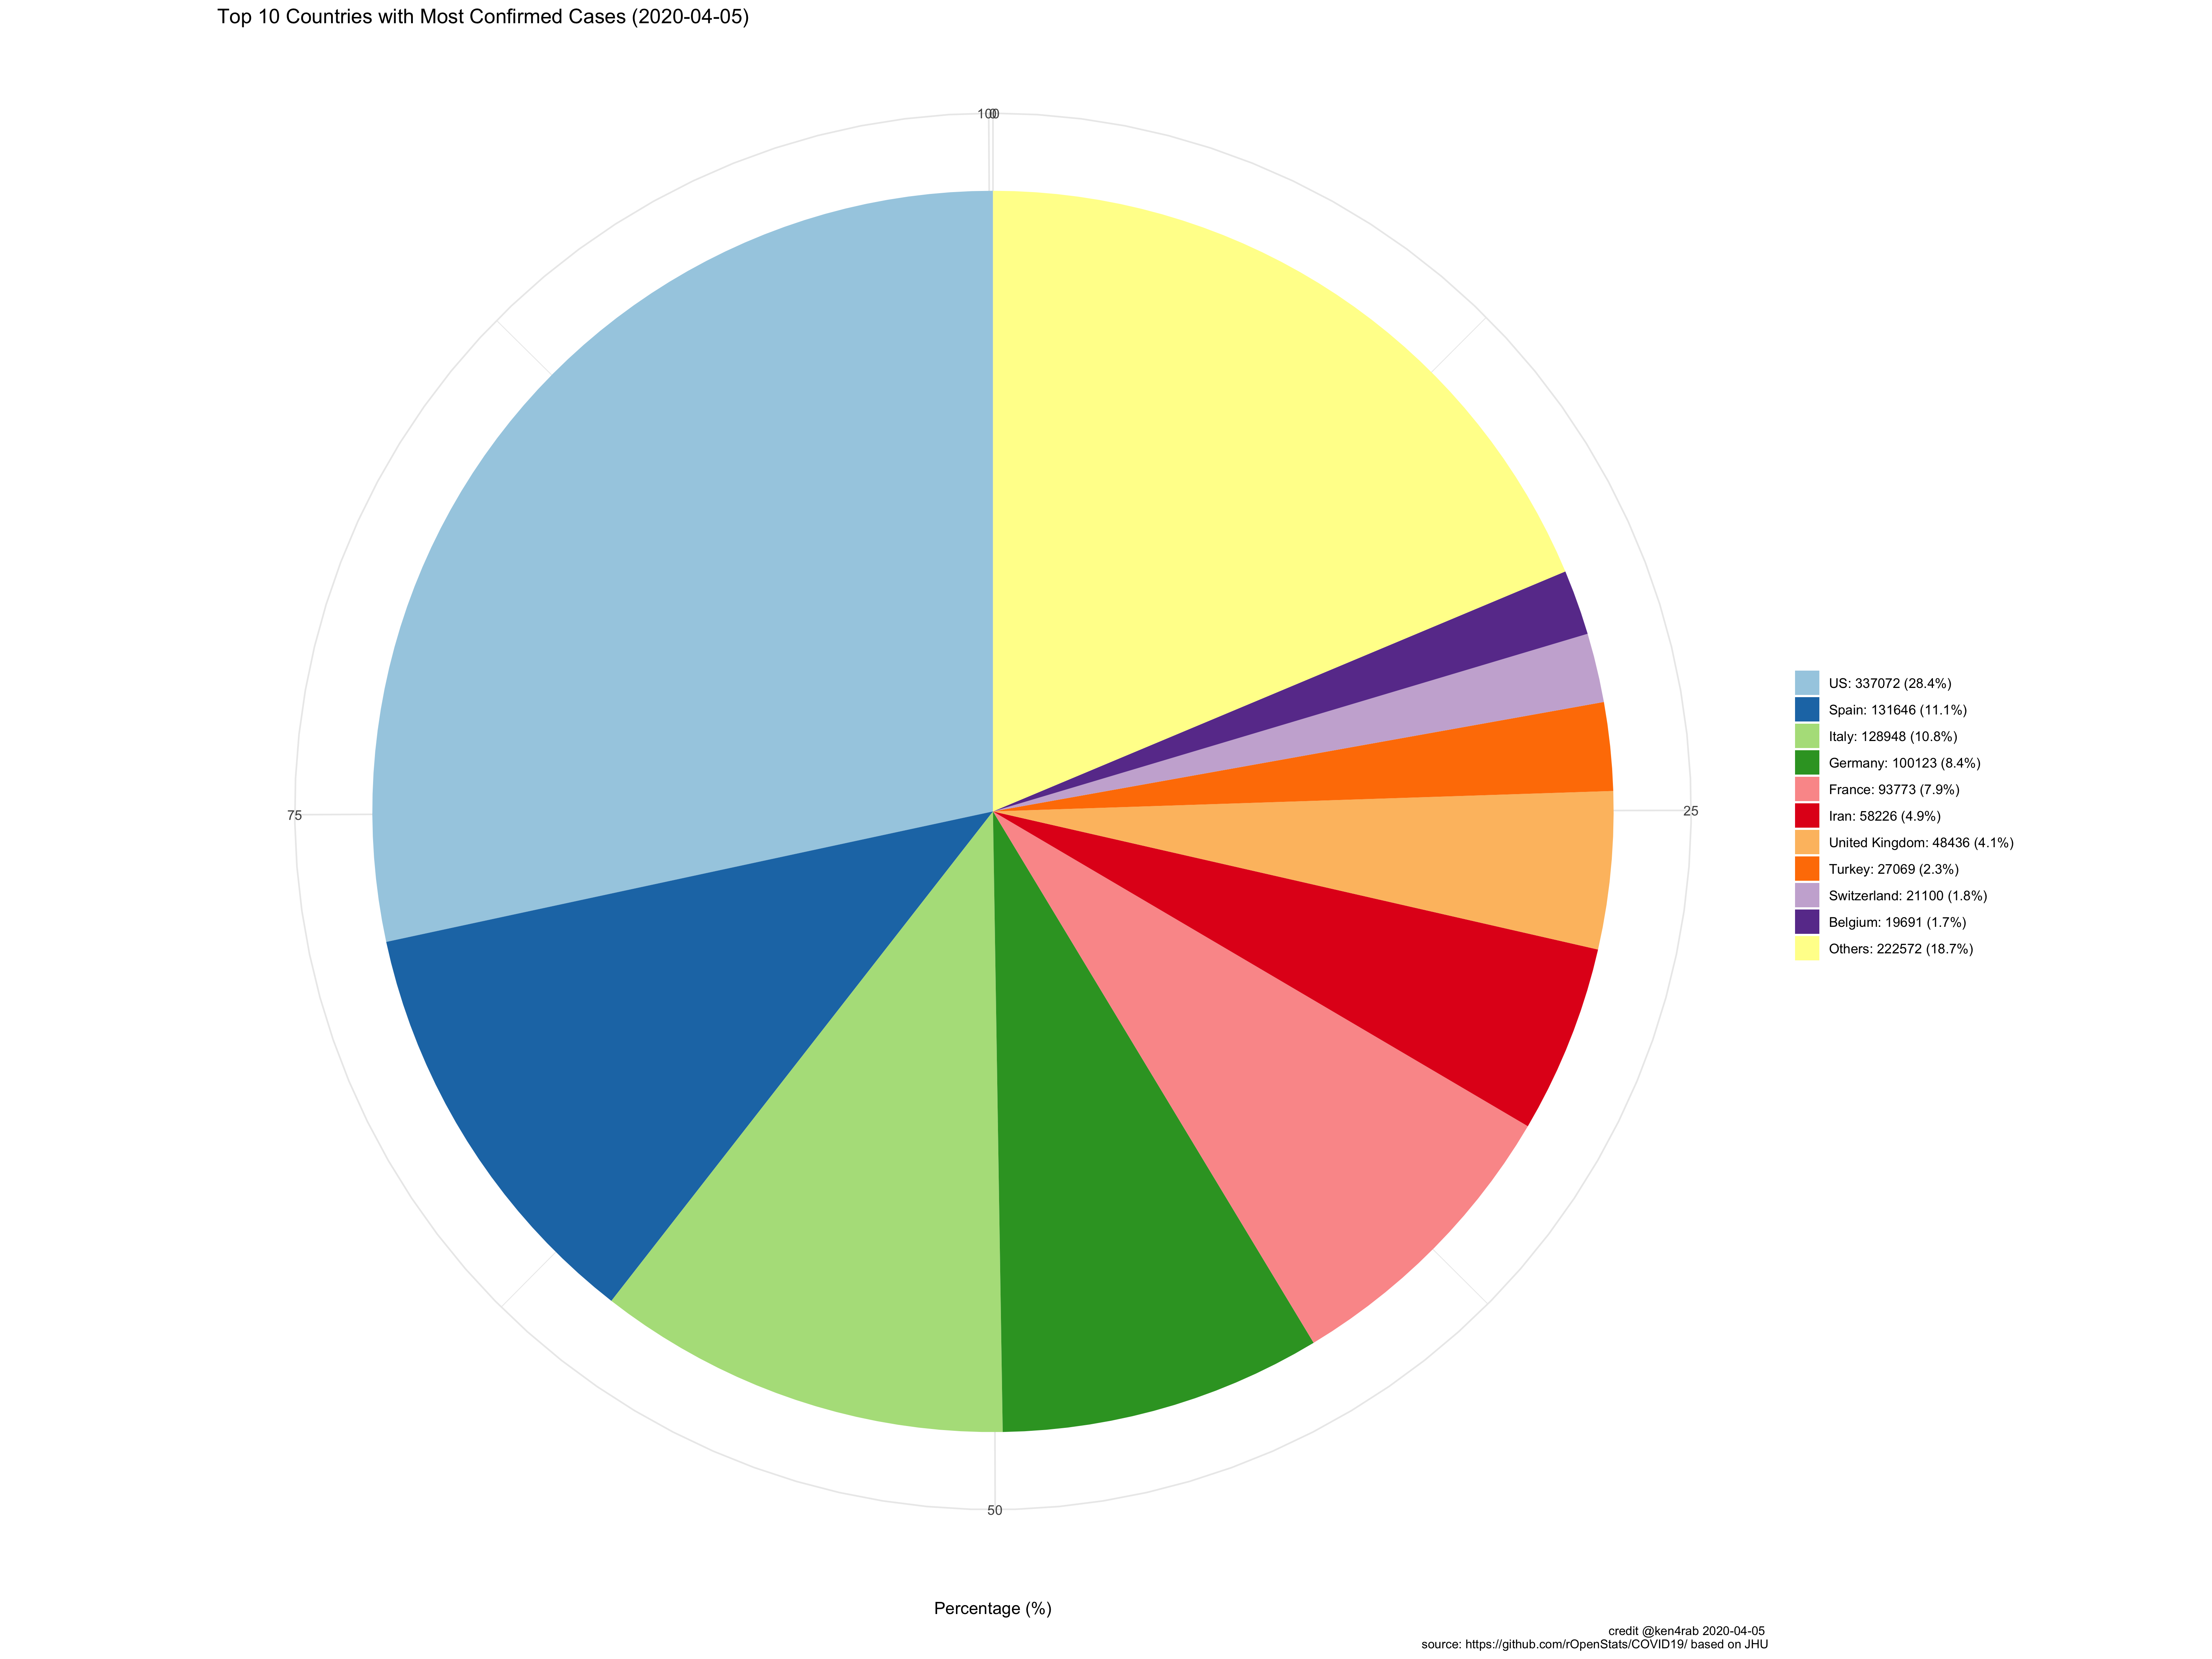 Top 10 Countries with Most Confirmed Cases (2020-04-05)
100
0
75
25
US: 337072 (28.4%)
Spain: 131646 (11.1%)
Italy: 128948 (10.8%)
Germany: 100123 (8.4%)
France: 93773 (7.9%)
Iran: 58226 (4.9%)
United Kingdom: 48436 (4.1%)
Turkey: 27069 (2.3%)
Switzerland: 21100 (1.8%)
Belgium: 19691 (1.7%)
Others: 222572 (18.7%)
50
Percentage (%)
credit @ken4rab 2020-04-05
source: https://github.com/rOpenStats/COVID19/ based on JHU